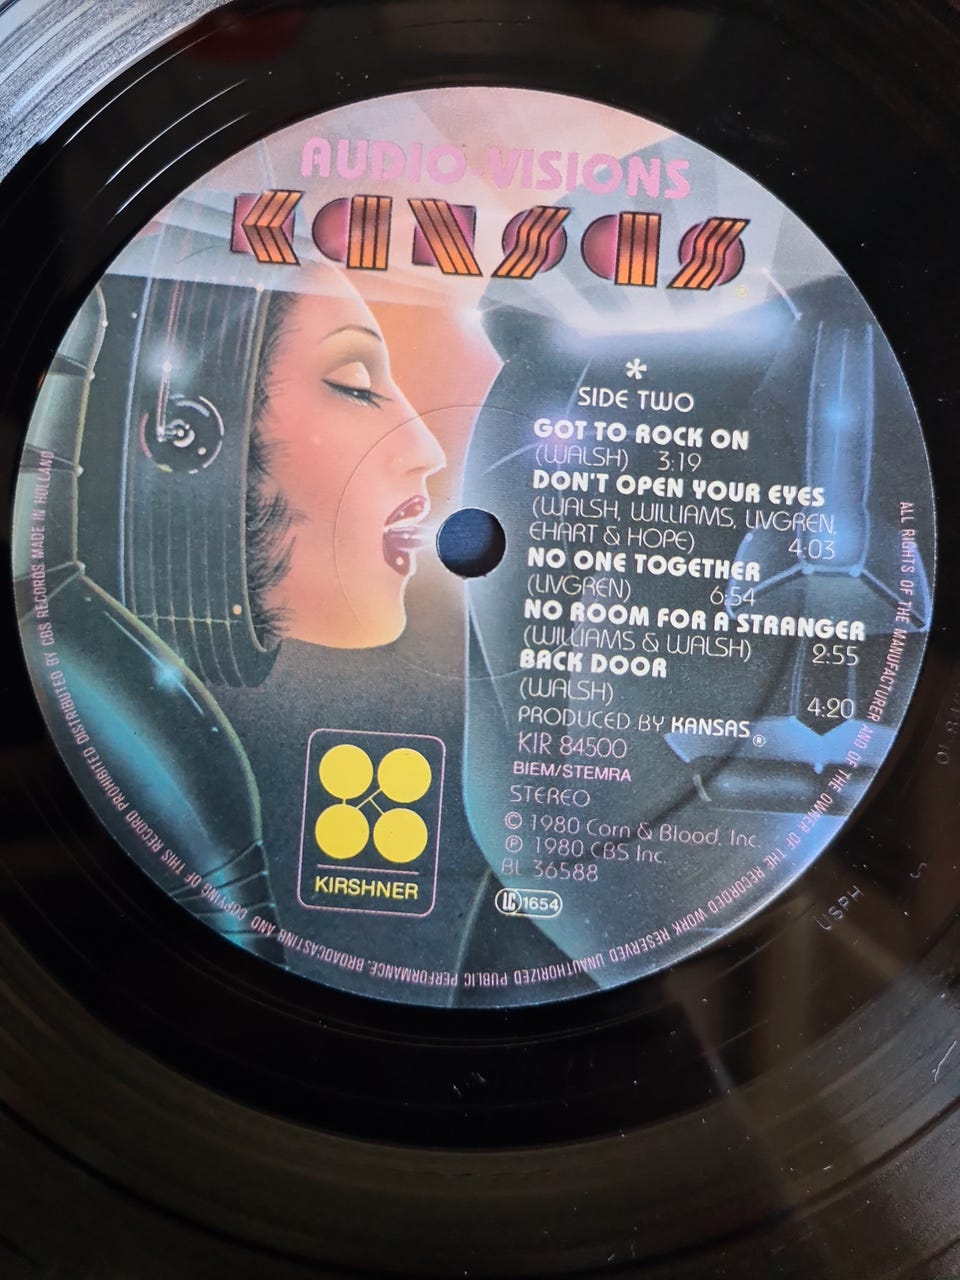 AUDIO-VISIONS
KANSAS
®
*
SIDE TWO
GOT TO ROCK ON
(WALSH) 3:19
DON'T OPEN YOUR EYES
(WALSH, WILLIAMS, LIVGREN,
EHART & HOPE) 4:03
NO ONE TOGETHER
(LIVGREN) 6:54
NO ROOM FOR A STRANGER
(WILLIAMS & WALSH) 2:55
BACK DOOR
(WALSH) 4:20
PRODUCED BY KANSAS®
KIR 84500
BIEM/STEMRA
STEREO
© 1980 Corn & Blood, Inc.
℗ 1980 CBS Inc.
BL 36588
LC 1654
KIRSHNER
ALL RIGHTS OF THE MANUFACTURER AND OF THE OWNER OF THE RECORDED WORK RESERVED UNAUTHORIZED PUBLIC PERFORMANCE, BROADCASTING AND COPYING OF THIS RECORD PROHIBITED DISTRIBUTED BY CBS RECORDS MADE IN HOLLAND
USPH